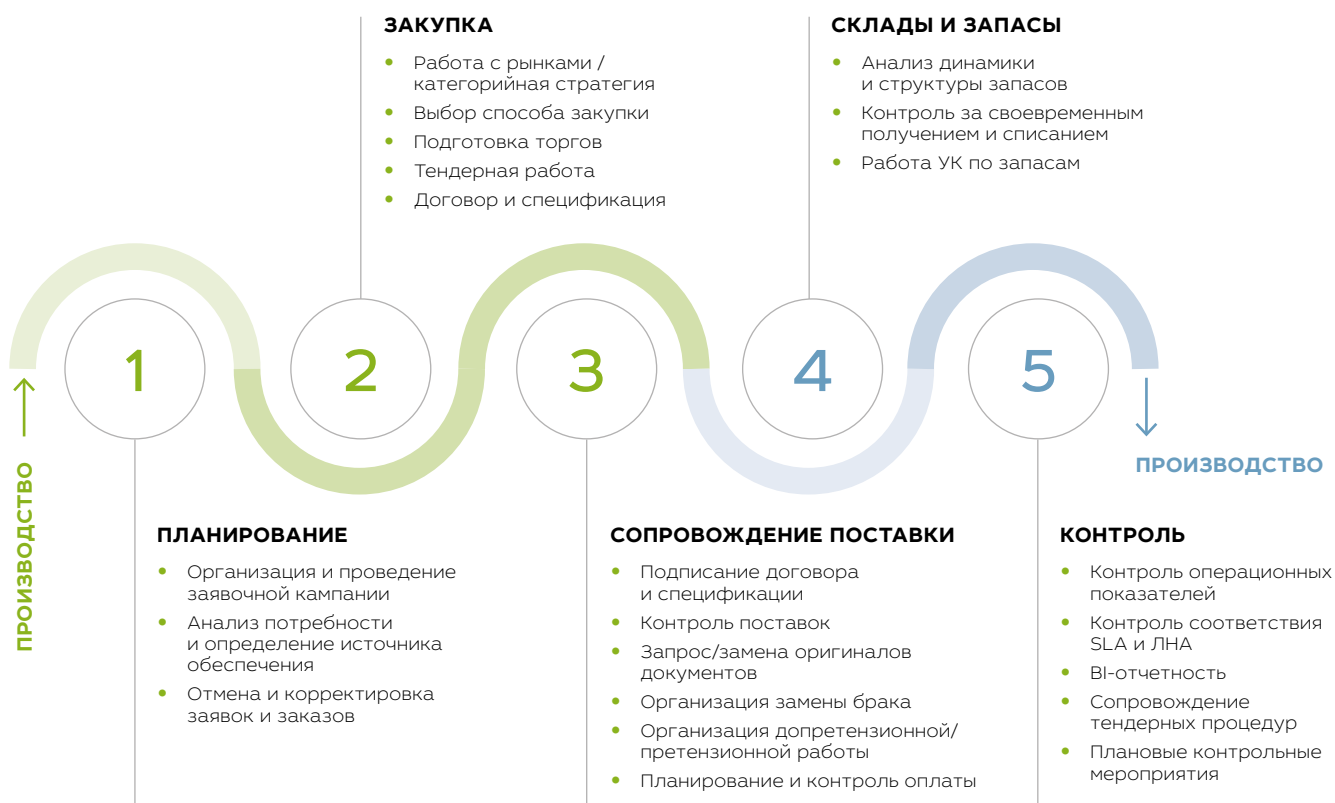 ЗАКУПКА
• Работа с рынками /
категорийная стратегия
• Выбор способа закупки
• Подготовка торгов
• Тендерная работа
• Договор и спецификация
СКЛАДЫ И ЗАПАСЫ
• Анализ динамики
и структуры запасов
• Контроль за своевременным
получением и списанием
• Работа УК по запасам
1
2
3
4
5
ПРОИЗВОДСТВО
ПРОИЗВОДСТВО
ПЛАНИРОВАНИЕ
• Организация и проведение
заявочной кампании
• Анализ потребности
и определение источника
обеспечения
• Отмена и корректировка
заявок и заказов
СОПРОВОЖДЕНИЕ ПОСТАВКИ
• Подписание договора
и спецификации
• Контроль поставок
• Запрос/замена оригиналов
документов
• Организация замены брака
• Организация допретензионной/
претензионной работы
• Планирование и контроль оплаты
КОНТРОЛЬ
• Контроль операционных
показателей
• Контроль соответствия
SLA и ЛНА
• BI-отчетность
• Сопровождение
тендерных процедур
• Плановые контрольные
мероприятия